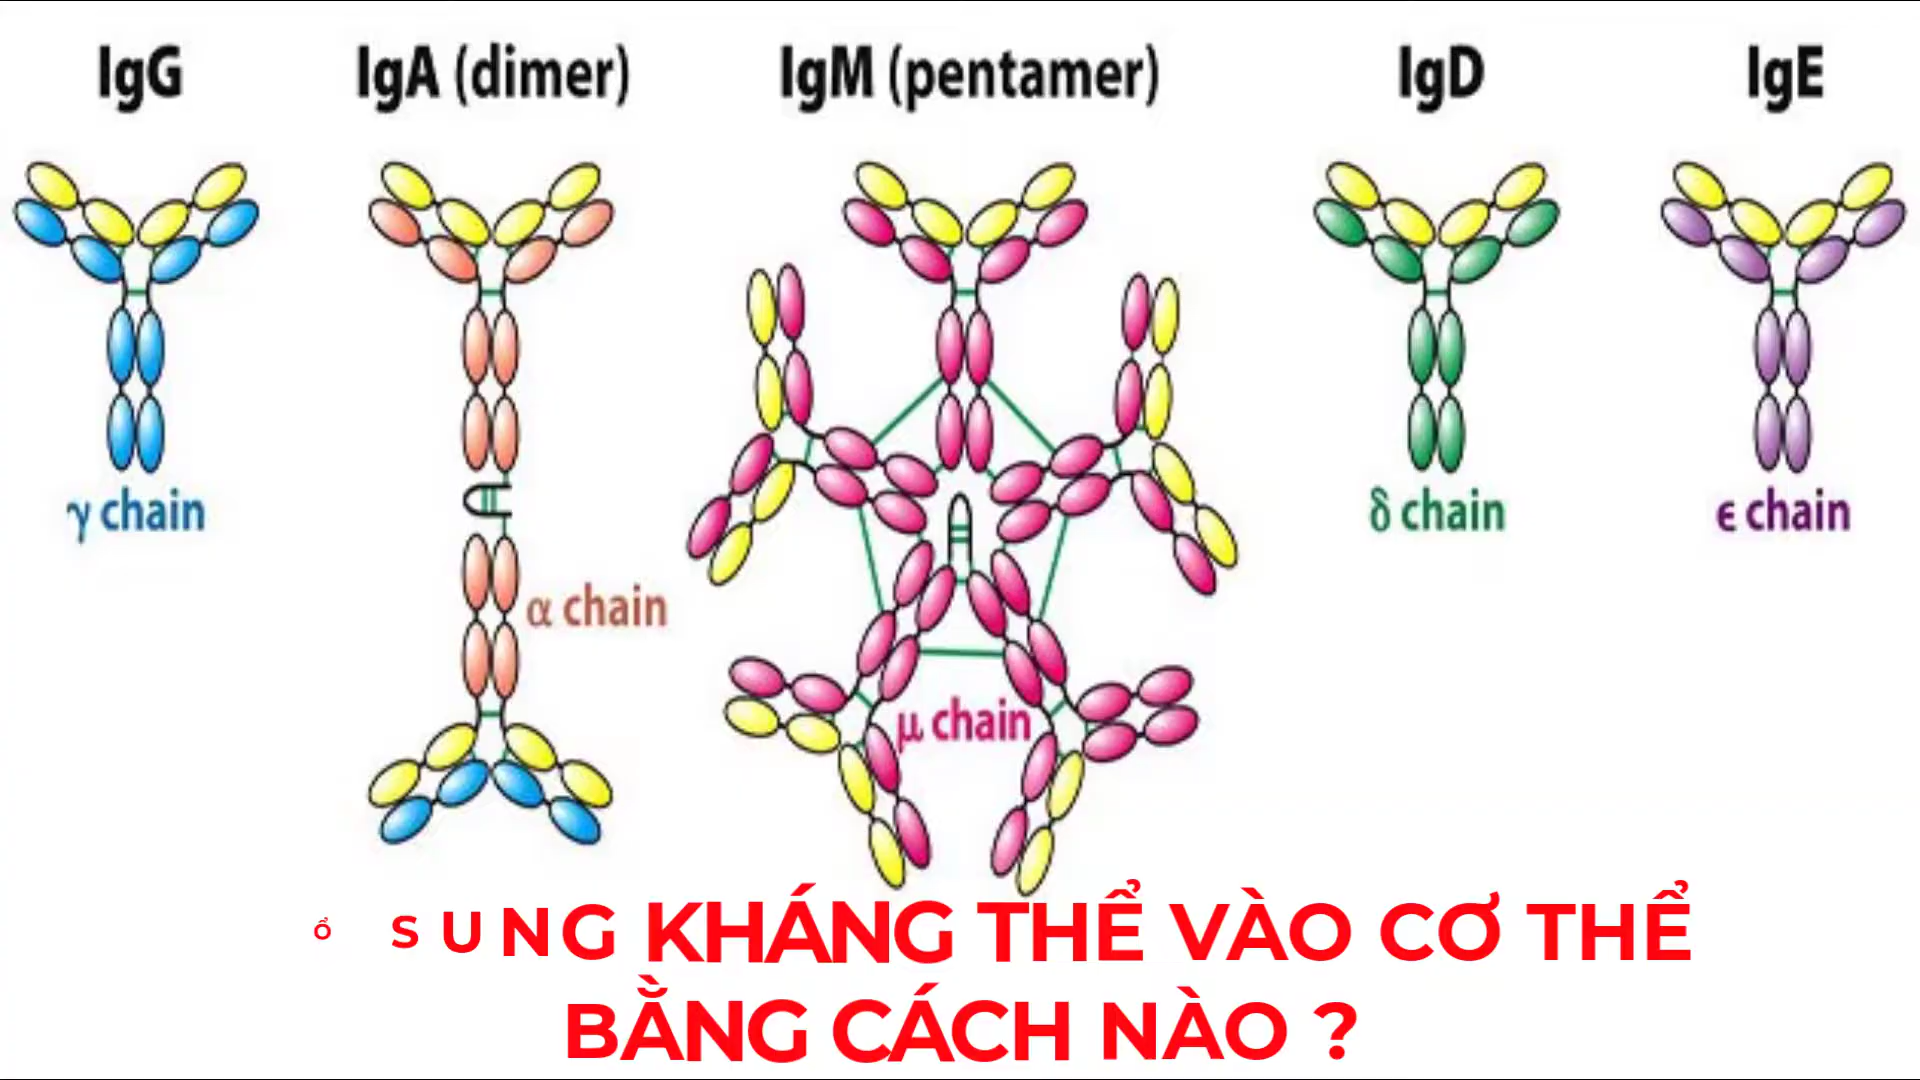 IgG IgA (dimer) IgM (pentamer) IgD IgE
γ chain δ chain ϵ chain
α chain
μ chain
Ổ SUNG KHÁNG THỂ VÀO CƠ THỂ
BẰNG CÁCH NÀO ?